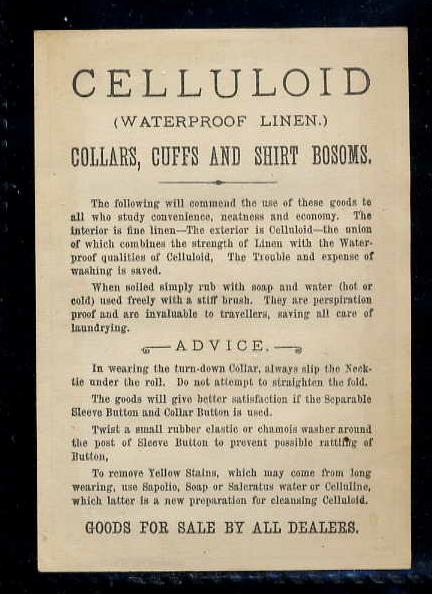 CELLULOID
(WATERPROOF LINEN.)
COLLARS, CUFFS AND SHIRT BOSOMS.
The following will commend the use of these goods to
all who study convenience, neatness and economy. The
interior is fine linen—The exterior is Celluloid—the union
of which combines the strength of Linen with the Water-
proof qualities of Celluloid, The Trouble and expense of
washing is saved.
When soiled simply rub with soap and water (hot or
cold) used freely with a stiff brush. They are perspiration
proof and are invaluable to travellers, saving all care of
laundrying.
ADVICE.
In wearing the turn-down Collar, always slip the Neck-
tie under the roll. Do not attempt to straighten the fold.
The goods will give better satisfaction if the Separable
Sleeve Button and Collar Button is used.
Twist a small rubber elastic or chamois washer around
the post of Sleeve Button to prevent possible rattling of
Button,
To remove Yellow Stains, which may come from long
wearing, use Sapolio, Soap or Saleratus water or Celluline,
which latter is a new preparation for cleansing Celluloid.
GOODS FOR SALE BY ALL DEALERS.